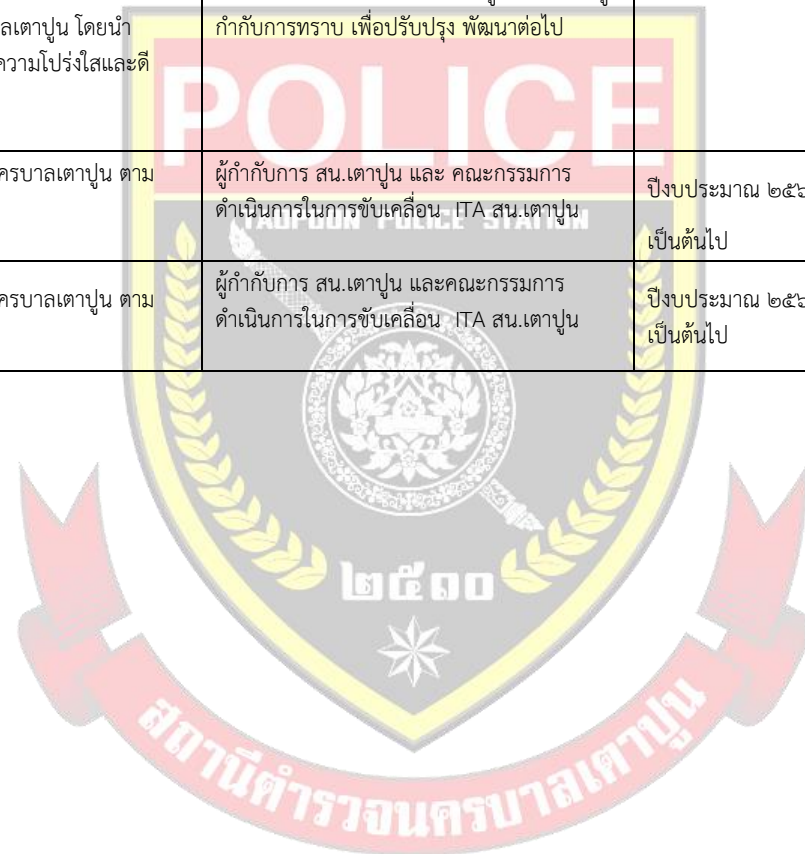 ลเตาปูน โดยนำ
ความโปร่งใสและดี
กำกับการทราบ เพื่อปรับปรุง พัฒนาต่อไป
ครบาลเตาปูน ตาม
ผู้กำกับการ สน.เตาปูน และ คณะกรรมการ
ดำเนินการในการขับเคลื่อน ITA สน.เตาปูน
ปีงบประมาณ ๒๕๖
เป็นต้นไป
ครบาลเตาปูน ตาม
ผู้กำกับการ สน.เตาปูน และคณะกรรมการ
ดำเนินการในการขับเคลื่อน ITA สน.เตาปูน
ปีงบประมาณ ๒๕๖
เป็นต้นไป
POLICE
TAOPOON POLICE STATION
๒๕๑๐
สถานีตำรวจนครบาลเตาปูน